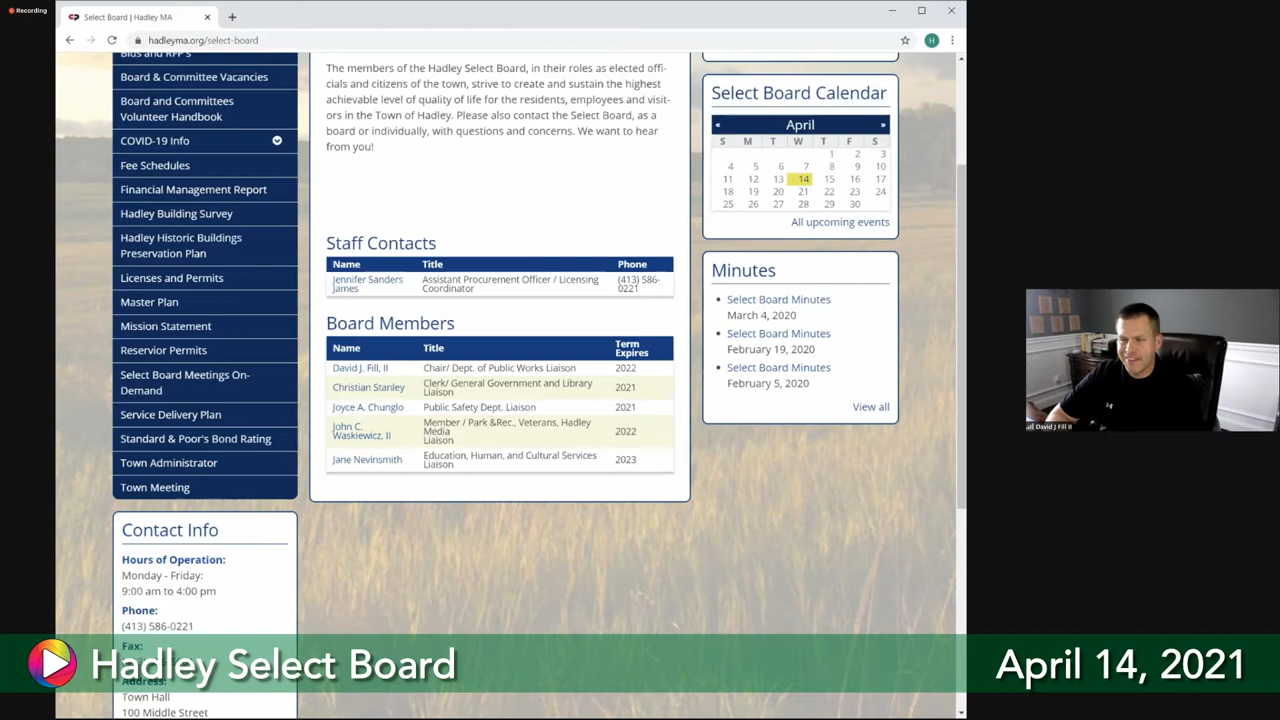 Recording
Select Board | Hadley MA
hadleyma.org/select-board
H
Bids and RFP's
Board & Committee Vacancies
Board and Committees
Volunteer Handbook
COVID-19 Info
Fee Schedules
Financial Management Report
Hadley Building Survey
Hadley Historic Buildings
Preservation Plan
Licenses and Permits
Master Plan
Mission Statement
Reservior Permits
Select Board Meetings On-
Demand
Service Delivery Plan
Standard & Poor's Bond Rating
Town Administrator
Town Meeting
Contact Info
Hours of Operation:
Monday - Friday:
9:00 am to 4:00 pm
Phone:
(413) 586-0221
Fax:
Address:
Town Hall
100 Middle Street
The members of the Hadley Select Board, in their roles as elected offi-
cials and citizens of the town, strive to create and sustain the highest
achievable level of quality of life for the residents, employees and visit-
ors in the Town of Hadley. Please also contact the Select Board, as a
board or individually, with questions and concerns. We want to hear
from you!
Staff Contacts
Name Title Phone
Jennifer Sanders Assistant Procurement Officer / Licensing (413) 586-
James Coordinator 0221
Board Members
Name Title Term
Expires
David J. Fill, II Chair/ Dept. of Public Works Liaison 2022
Christian Stanley Clerk/ General Government and Library 2021
Liaison
Joyce A. Chunglo Public Safety Dept. Liaison 2021
John C. Member / Park &Rec., Veterans, Hadley
Waskiewicz, II Media 2022
Liaison
Jane Nevinsmith Education, Human, and Cultural Services 2023
Liaison
Select Board Calendar
« April »
S M T W T F S
1 2 3
4 5 6 7 8 9 10
11 12 13 14 15 16 17
18 19 20 21 22 23 24
25 26 27 28 29 30
All upcoming events
Minutes
Select Board Minutes
March 4, 2020
Select Board Minutes
February 19, 2020
Select Board Minutes
February 5, 2020
View all
David J Fill II
Hadley Select Board
April 14, 2021